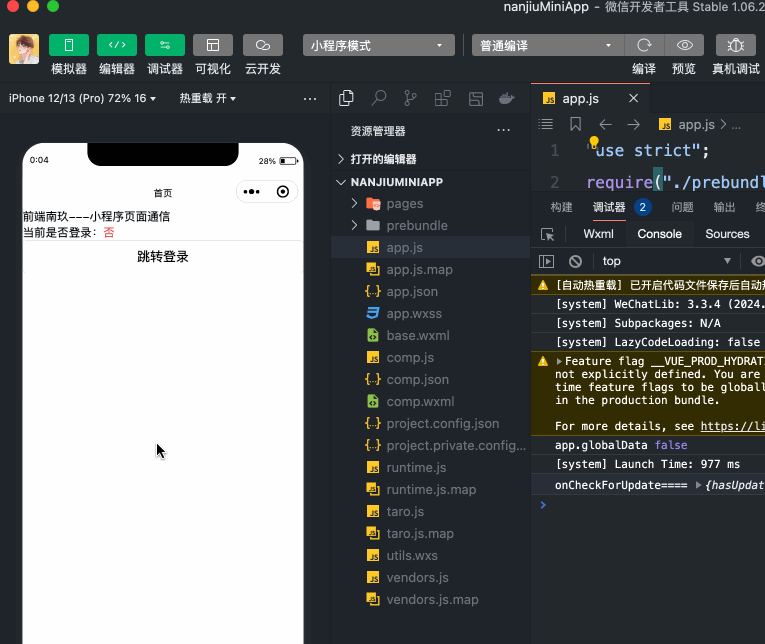 nanjiuMiniApp – 微信开发者工具 Stable 1.06.2
模拟器 编辑器 调试器 可视化 云开发
小程序模式
普通编译
编译 预览 真机调试
iPhone 12/13 (Pro) 72% 16
热重载 开
0:04
28%
首页
前端南玖---小程序页面通信
当前是否登录：否
跳转登录
资源管理器
打开的编辑器
NANJIUMINIAPP
pages
prebundle
app.js
app.js.map
app.json
app.wxss
base.wxml
comp.js
comp.json
comp.wxml
project.config.json
project.private.config...
runtime.js
runtime.js.map
taro.js
taro.js.map
utils.wxs
vendors.js
vendors.js.map
app.js
app.js > ...
1 "use strict";
2 require("./prebundl
构建 调试器 2 问题 输出
Wxml Console Sources
top
[自动热重载] 已开启代码文件保存后自动
[system] WeChatLib: 3.3.4 (2024.
[system] Subpackages: N/A
[system] LazyCodeLoading: false
Feature flag __VUE_PROD_HYDRATI
not explicitly defined. You are
time feature flags to be globall
in the production bundle.
For more details, see https://li
app.globalData false
[system] Launch Time: 977 ms
onCheckForUpdate==== {hasUpdat